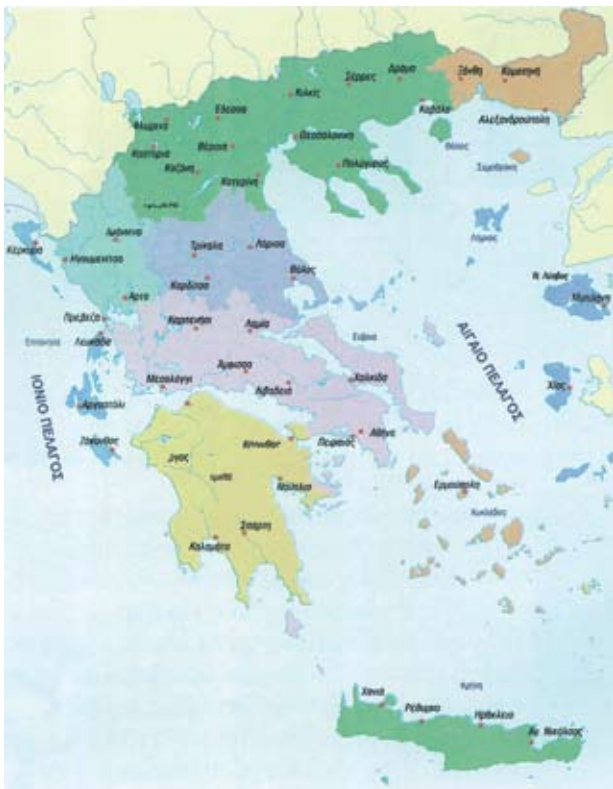 Δράμα
Ξάνθη
Κομοτηνή
Σέρρες
Κιλκίς
Καβάλα
Αλεξανδρούπολη
Έδεσσα
Φλώρινα
Θεσσαλονίκη
Θάσος
Καστοριά
Βέροια
Σαμοθράκη
Κοζάνη
Πολύγυρος
Κατερίνη
Γρεβενά
Λήμνος
Ιωάννινα
Κέρκυρα
Τρίκαλα
Λάρισα
Ηγουμενίτσα
Καρδίτσα
Βόλος
Ν. Λέσβος
Μυτιλήνη
Άρτα
Πρέβεζα
Καρπενήσι
Λαμία
Λευκάδα
Εύβοια
ΑΙΓΑΙΟ ΠΕΛΑΓΟΣ
ΙΟΝΙΟ ΠΕΛΑΓΟΣ
Άμφισσα
Μεσολόγγι
Λιβαδειά
Χαλκίδα
Χίος
Αργοστόλι
Ζάκυνθος
Κόρινθος
Πειραιάς
Αθήνα
ργος
Ναύπλιο
Ερμούπολη
Κυκλάδες
Σπάρτη
Καλαμάτα
Κρήτη
Χανιά
Ρέθυμνο
Ηράκλειο
Αγ. Νικόλαος